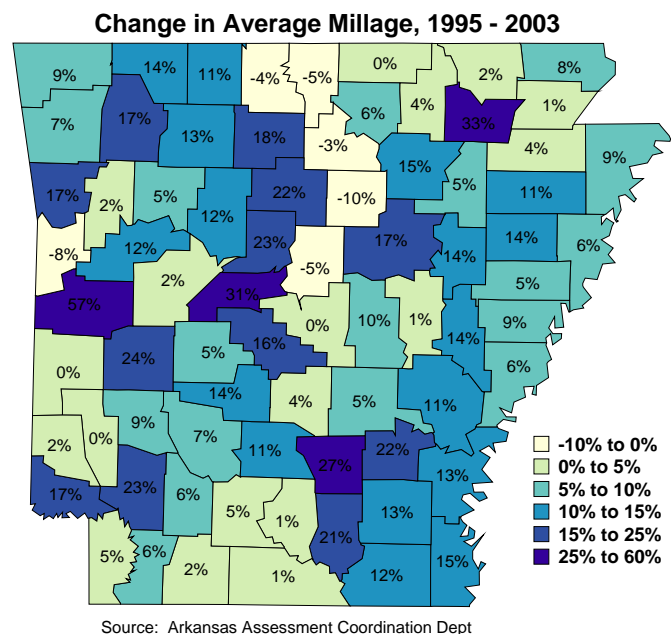 Change in Average Millage, 1995 - 2003
9% 14% 11% -4% -5% 0% 2% 8%
7% 17% 13% 18% -3% 6% 4% 33% 1%
17% 2% 5% 12% 22% -10% 15% 5% 4% 9%
11%
-8% 12% 23% -5% 17% 14% 14% 6%
57% 2% 31% 0% 10% 1% 14% 5%
9%
0% 24% 5% 16% 6%
14% 4% 5% 11%
2% 0% 9% 7% 11% 27% 22% 13%
17% 23% 6% 5% 1% 21% 13%
5% 6% 2% 1% 12% 15%
-10% to 0%
0% to 5%
5% to 10%
10% to 15%
15% to 25%
25% to 60%
Source: Arkansas Assessment Coordination Dept